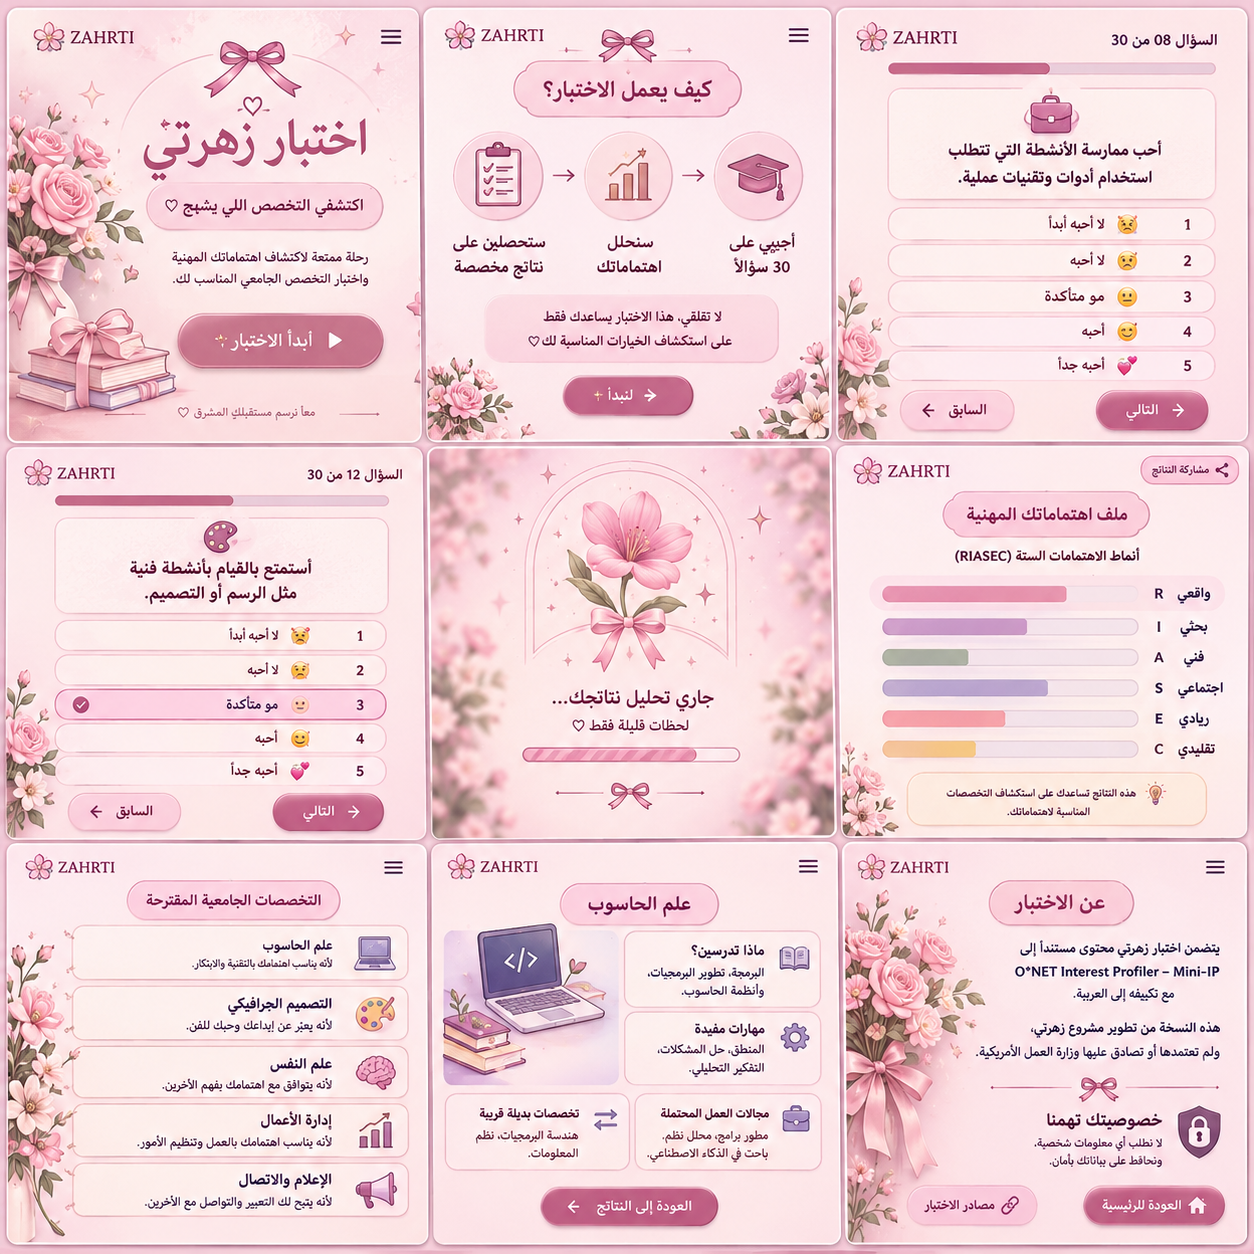 ZAHRTI
اختبار زهرتي
اكتشفي التخصص اللي يشبج ♡
رحلة ممتعة لاكتشاف اهتماماتك المهنية
واختبار التخصص الجامعي المناسب لك.
أبدأ الاختبار
معاً نرسم مستقبلك المشرق ♡
ZAHRTI
كيف يعمل الاختبار؟
أجيبي على
30 سؤالاً
سنحلل
اهتماماتك
ستحصلين على
نتائج مخصصة
لا تقلقي، هذا الاختبار يساعدك فقط
على استكشاف الخيارات المناسبة لك ♡
لنبدأ
ZAHRTI
السؤال 08 من 30
أحب ممارسة الأنشطة التي تتطلب
استخدام أدوات وتقنيات عملية.
1 😠 لا أحبه أبداً
2 😟 لا أحبه
3 😐 مو متأكدة
4 😊 أحبه
5 💕 أحبه جداً
التالي
السابق
ZAHRTI
السؤال 12 من 30
أستمتع بالقيام بأنشطة فنية
مثل الرسم أو التصميم.
1 😠 لا أحبه أبداً
2 😟 لا أحبه
3 😐 مو متأكدة
4 😊 أحبه
5 💕 أحبه جداً
التالي
السابق
جاري تحليل نتائجك...
لحظات قليلة فقط ♡
ZAHRTI
مشاركة النتائج
ملف اهتماماتك المهنية
أنماط الاهتمامات الستة (RIASEC)
واقعي R
بحثي I
فني A
اجتماعي S
ريادي E
تقليدي C
هذه النتائج تساعدك على استكشاف التخصصات
المناسبة لاهتماماتك.
ZAHRTI
التخصصات الجامعية المقترحة
علم الحاسوب
لأنه يناسب اهتمامك بالتقنية والابتكار.
التصميم الجرافيكي
لأنه يعبّر عن إبداعك وحبك للفن.
علم النفس
لأنه يتوافق مع اهتمامك بفهم الآخرين.
إدارة الأعمال
لأنه يناسب اهتمامك بالعمل وتنظيم الأمور.
الإعلام والاتصال
لأنه يتيح لك التعبير والتواصل مع الآخرين.
ZAHRTI
علم الحاسوب
</>
ماذا تدرسين؟
البرمجة، تطوير البرمجيات،
وأنظمة الحاسوب.
مهارات مفيدة
المنطق، حل المشكلات،
التفكير التحليلي.
مجالات العمل المحتملة
مطور برامج، محلل نظم.
باحث في الذكاء الاصطناعي.
تخصصات بديلة قريبة
هندسة البرمجيات، نظم
المعلومات.
العودة إلى النتائج
ZAHRTI
عن الاختبار
يتضمن اختبار زهرتي محتوى مستنداً إلى
O*NET Interest Profiler – Mini-IP
مع تكييفه إلى العربية.
هذه النسخة من تطوير مشروع زهرتي،
ولم تعتمدها أو تصادق عليها وزارة العمل الأمريكية.
خصوصيتك تهمنا
لا نطلب أي معلومات شخصية.
ونحافظ على بياناتك بأمان.
العودة للرئيسية
مصادر الاختبار